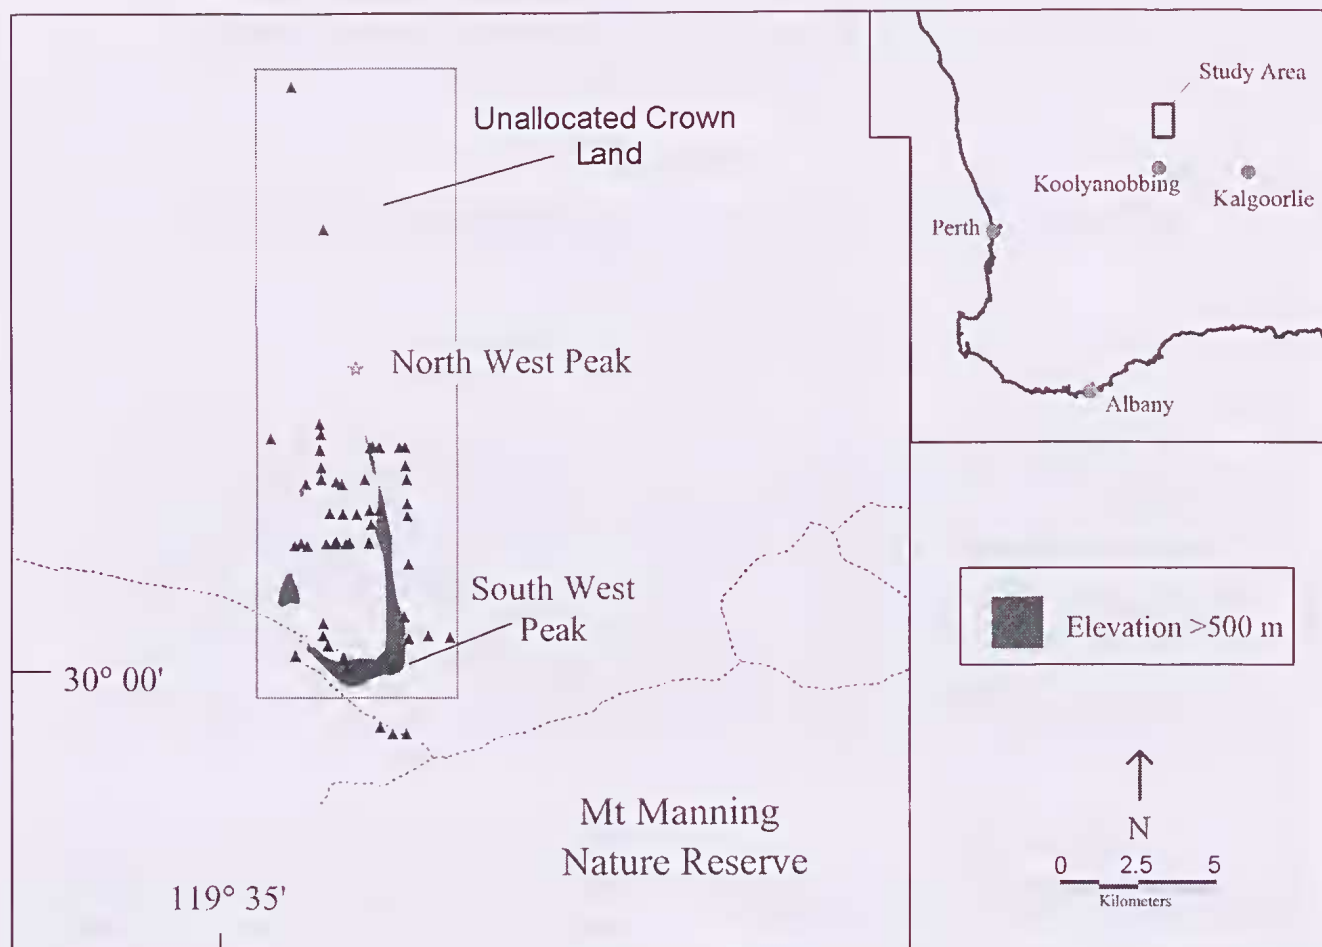 Unallocated Crown
Land
North West Peak
South West
Peak
30° 00'
Mt Manning
Nature Reserve
119° 35'
Study Area
Koolyanobbing
Kalgoorlie
Perth
Albany
Elevation >500 m
N
0 2.5 5
Kilometers